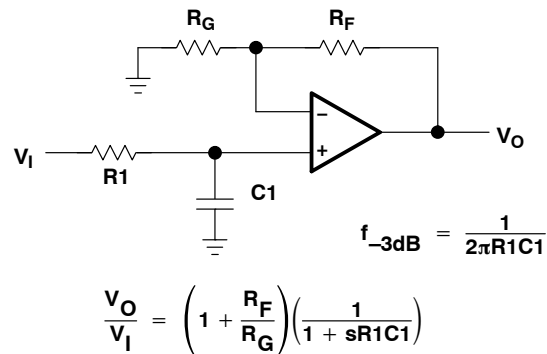 R_G
R_F
−
V_O
V_I
+
R1
C1
f_–3dB = 1/(2πR1C1)
V_O/V_I = (1 + R_F/R_G)(1/(1 + sR1C1))